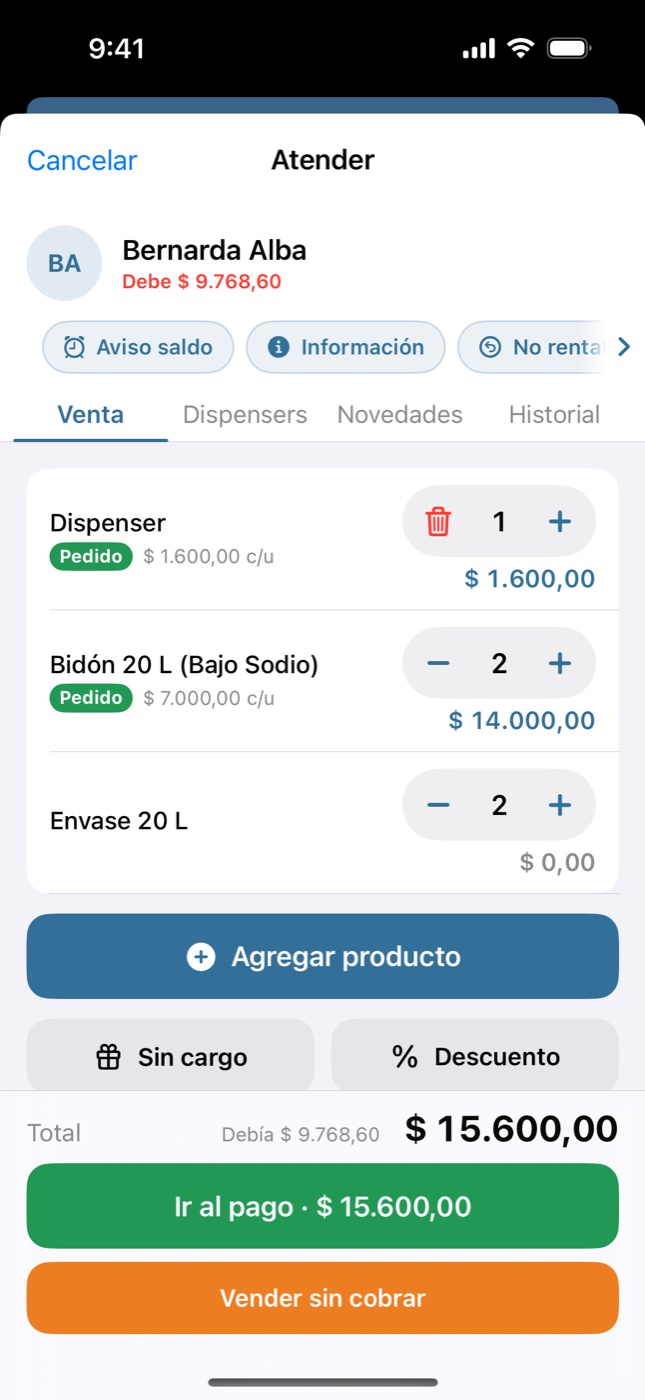 9:41
Cancelar
Atender
BA
Bernarda Alba
Debe $ 9.768,60
Aviso saldo
Información
No renta
Venta
Dispensers
Novedades
Historial
Dispenser
1
Pedido $ 1.600,00 c/u
$ 1.600,00
Bidón 20 L (Bajo Sodio)
2
Pedido $ 7.000,00 c/u
$ 14.000,00
Envase 20 L
2
$ 0,00
Agregar producto
Sin cargo
% Descuento
Total
Debía $ 9.768,60
$ 15.600,00
Ir al pago · $ 15.600,00
Vender sin cobrar